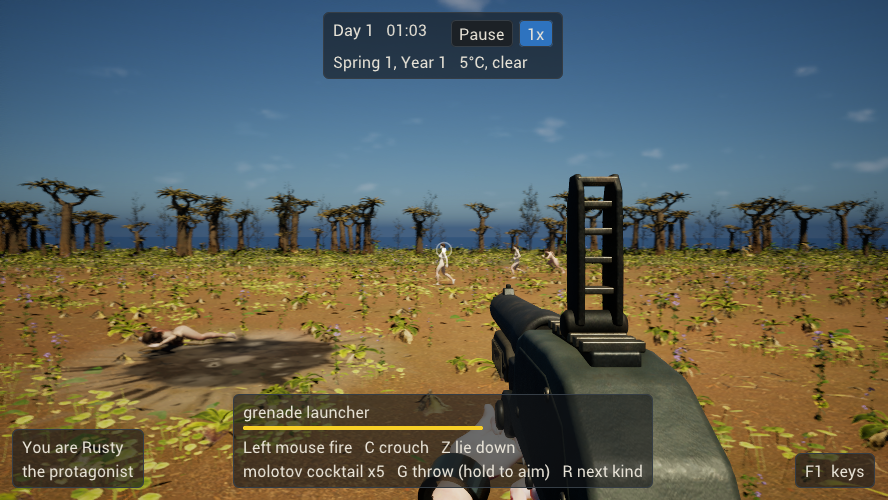 Day 1 01:03 Pause 1x
Spring 1, Year 1 5°C, clear
grenade launcher
Left mouse fire C crouch Z lie down
molotov cocktail x5 G throw (hold to aim) R next kind
You are Rusty
the protagonist
F1 keys